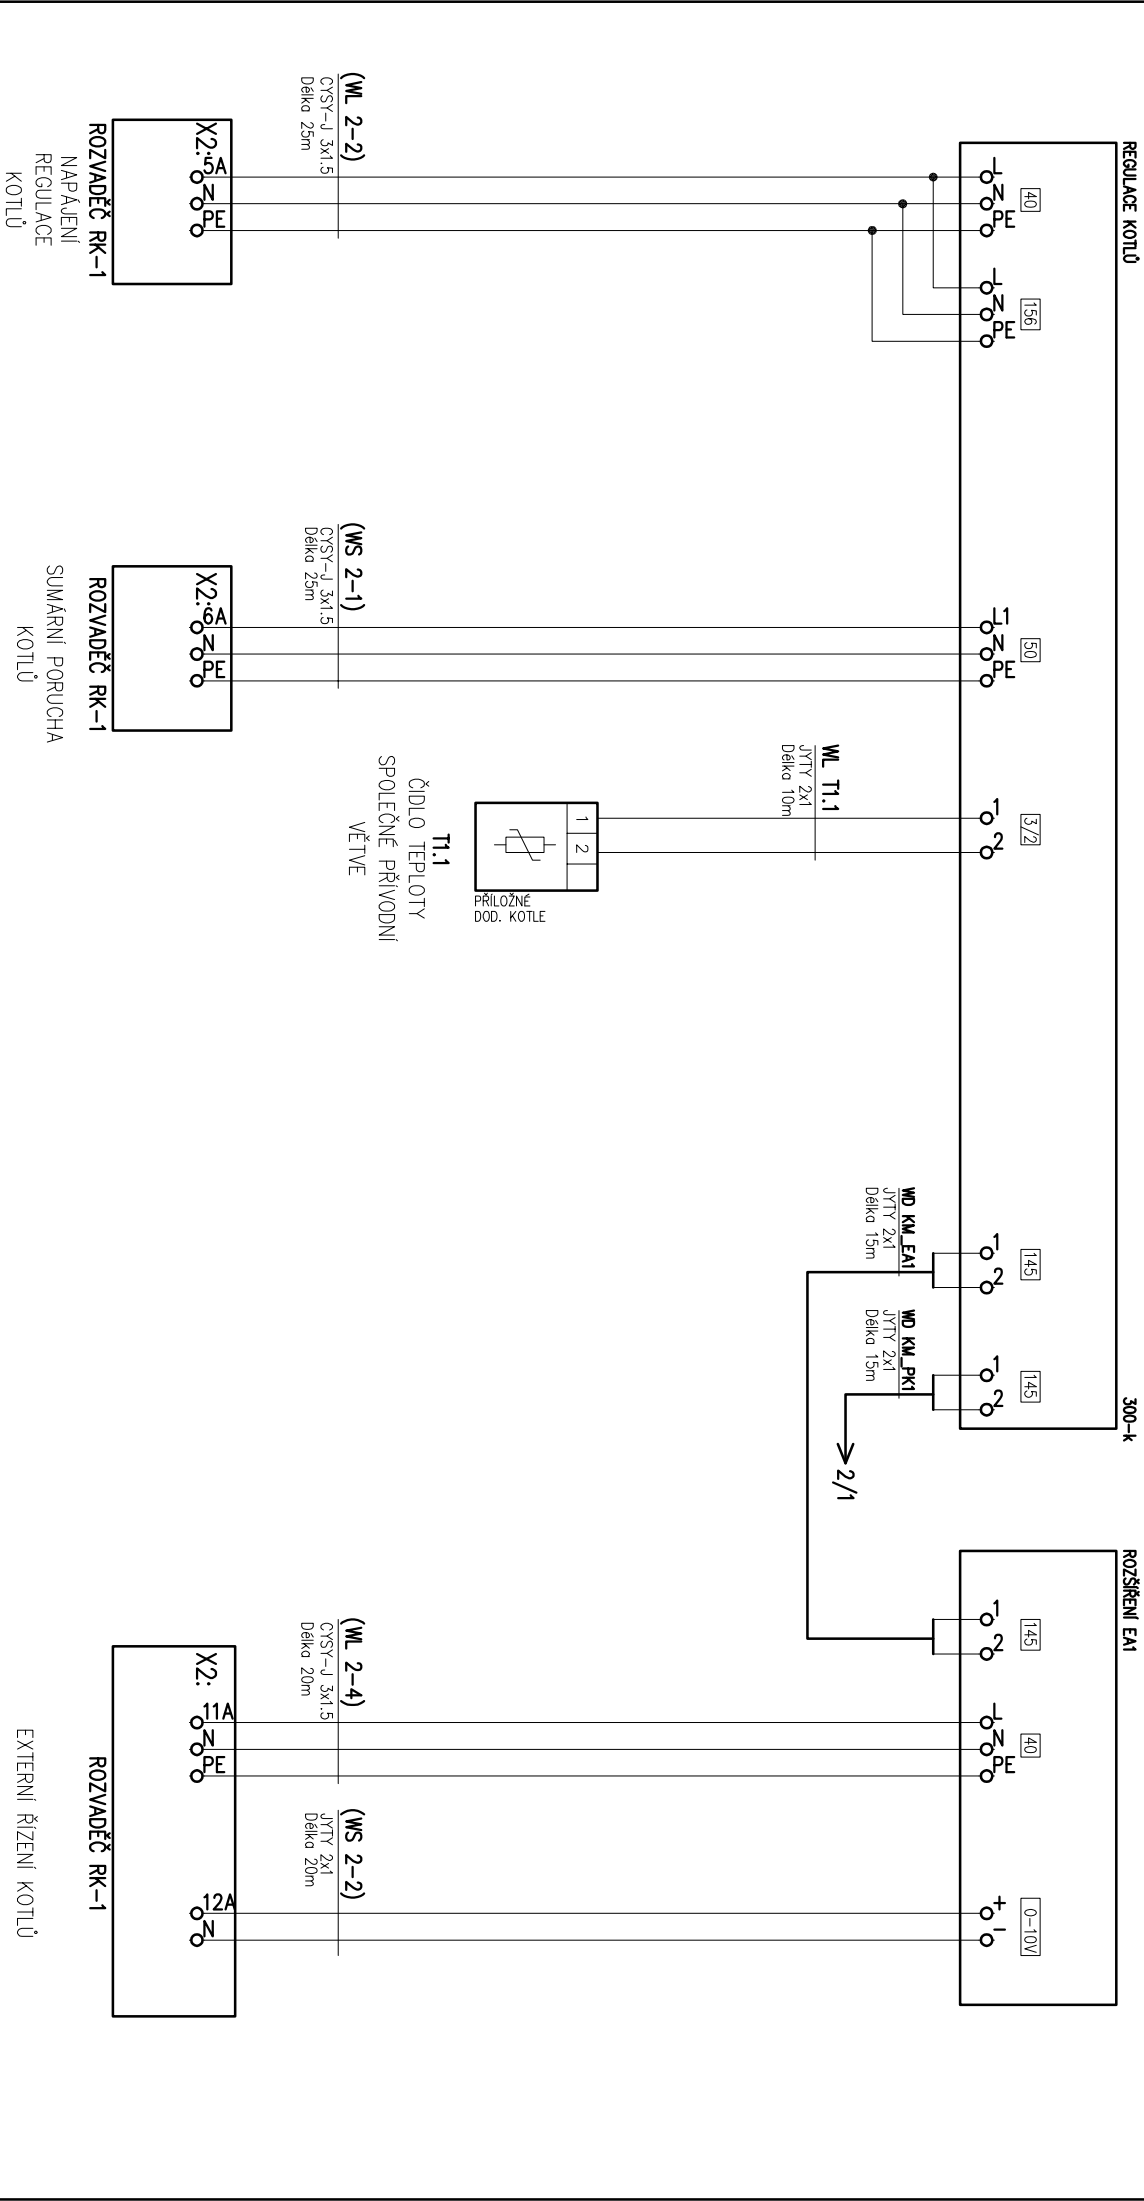 REGULACE KOTLŮ
300-k
ROZŠÍŘENÍ EA1
40
L
N
PE
156
L
N
PE
50
L1
N
PE
3/2
1
2
145
1
2
145
1
2
145
1
2
40
L
N
PE
0-10V
+
-
WL T1.1
JYTY 2x1
Délka 10m
WD KM_EA1
JYTY 2x1
Délka 15m
WD KM_PK1
JYTY 2x1
Délka 15m
2/1
1
2
PŘÍLOŽNÉ
DOD. KOTLE
T1.1
ČIDLO TEPLOTY
SPOLEČNÉ PŘÍVODNÍ
VĚTVE
(WL 2-2)
CYSY-J 3x1.5
Délka 25m
(WS 2-1)
CYSY-J 3x1.5
Délka 25m
(WL 2-4)
CYSY-J 3x1.5
Délka 20m
(WS 2-2)
JYTY 2x1
Délka 20m
X2:
5A
N
PE
ROZVADĚČ RK-1
NAPÁJENÍ
REGULACE
KOTLŮ
X2:
6A
N
PE
ROZVADĚČ RK-1
SUMÁRNÍ PORUCHA
KOTLŮ
X2:
11A
N
PE
12A
N
ROZVADĚČ RK-1
EXTERNÍ ŘÍZENÍ KOTLŮ